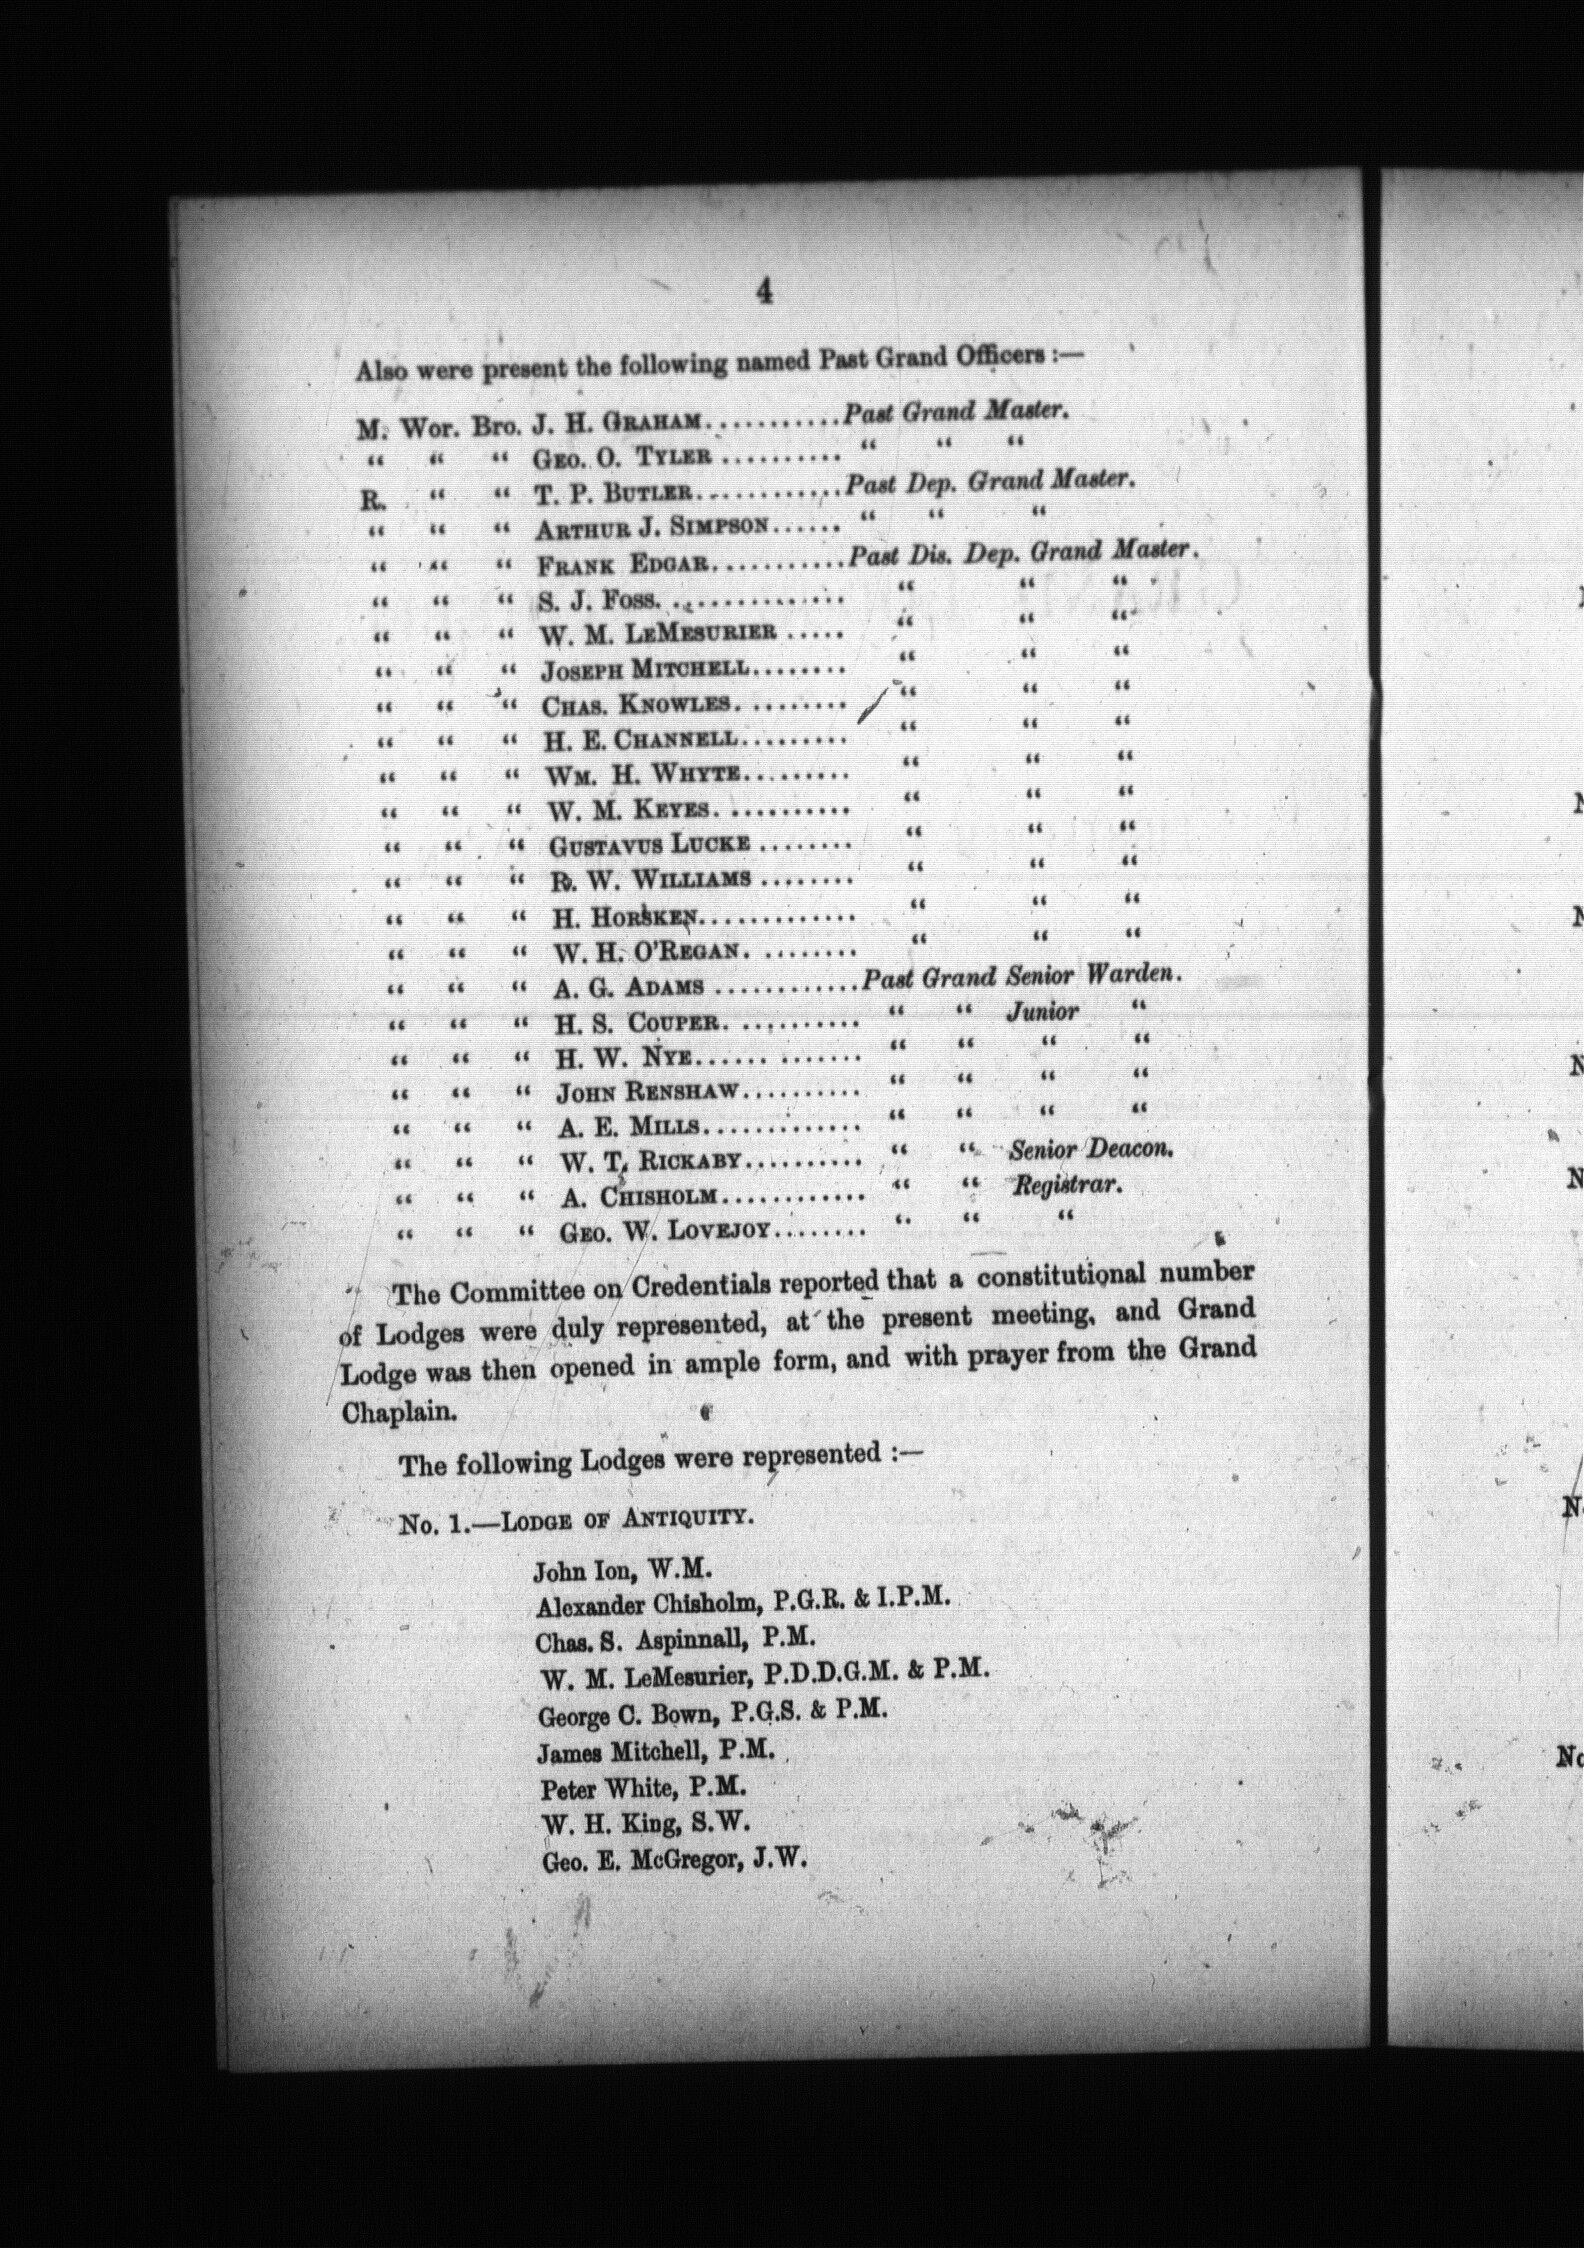 4
Also were present the following named Past Grand Officers :—
M. Wor. Bro. J. H. GRAHAM...........Past Grand Master.
“ “ “ GEO. O. TYLER .......... “ “ “
R. “ “ T. P. BUTLER............Past Dep. Grand Master.
“ “ “ ARTHUR J. SIMPSON...... “ “ “
“ “ “ FRANK EDGAR...........Past Dis. Dep. Grand Master.
“ “ “ S. J. FOSS.............. “ “ “
“ “ “ W. M. LEMESURIER ..... “ “ “
“ “ “ JOSEPH MITCHELL........ “ “ “
“ “ “ CHAS. KNOWLES......... “ “ “
“ “ “ H. E. CHANNELL......... “ “ “
“ “ “ WM. H. WHYTE......... “ “ “
“ “ “ W. M. KEYES........... “ “ “
“ “ “ GUSTAVUS LUCKE ........ “ “ “
“ “ “ R. W. WILLIAMS ........ “ “ “
“ “ “ H. HORSKEN............. “ “ “
“ “ “ W. H. O’REGAN......... “ “ “
“ “ “ A. G. ADAMS ............Past Grand Senior Warden.
“ “ “ H. S. COUPER........... “ “ Junior “
“ “ “ H. W. NYE............. “ “ “ “
“ “ “ JOHN RENSHAW.......... “ “ “ “
“ “ “ A. E. MILLS............. “ “ “ “
“ “ “ W. T. RICKABY.......... “ “ Senior Deacon.
“ “ “ A. CHISHOLM............ “ “ Registrar.
“ “ “ GEO. W. LOVEJOY........ “ “ “
The Committee on Credentials reported that a constitutional number
of Lodges were duly represented, at the present meeting, and Grand
Lodge was then opened in ample form, and with prayer from the Grand
Chaplain.
The following Lodges were represented :—
No. 1.—LODGE OF ANTIQUITY.
John Ion, W.M.
Alexander Chisholm, P.G.R. & I.P.M.
Chas. S. Aspinnall, P.M.
W. M. LeMesurier, P.D.D.G.M. & P.M.
George C. Bown, P.G.S. & P.M.
James Mitchell, P.M.
Peter White, P.M.
W. H. King, S.W.
Geo. E. McGregor, J.W.